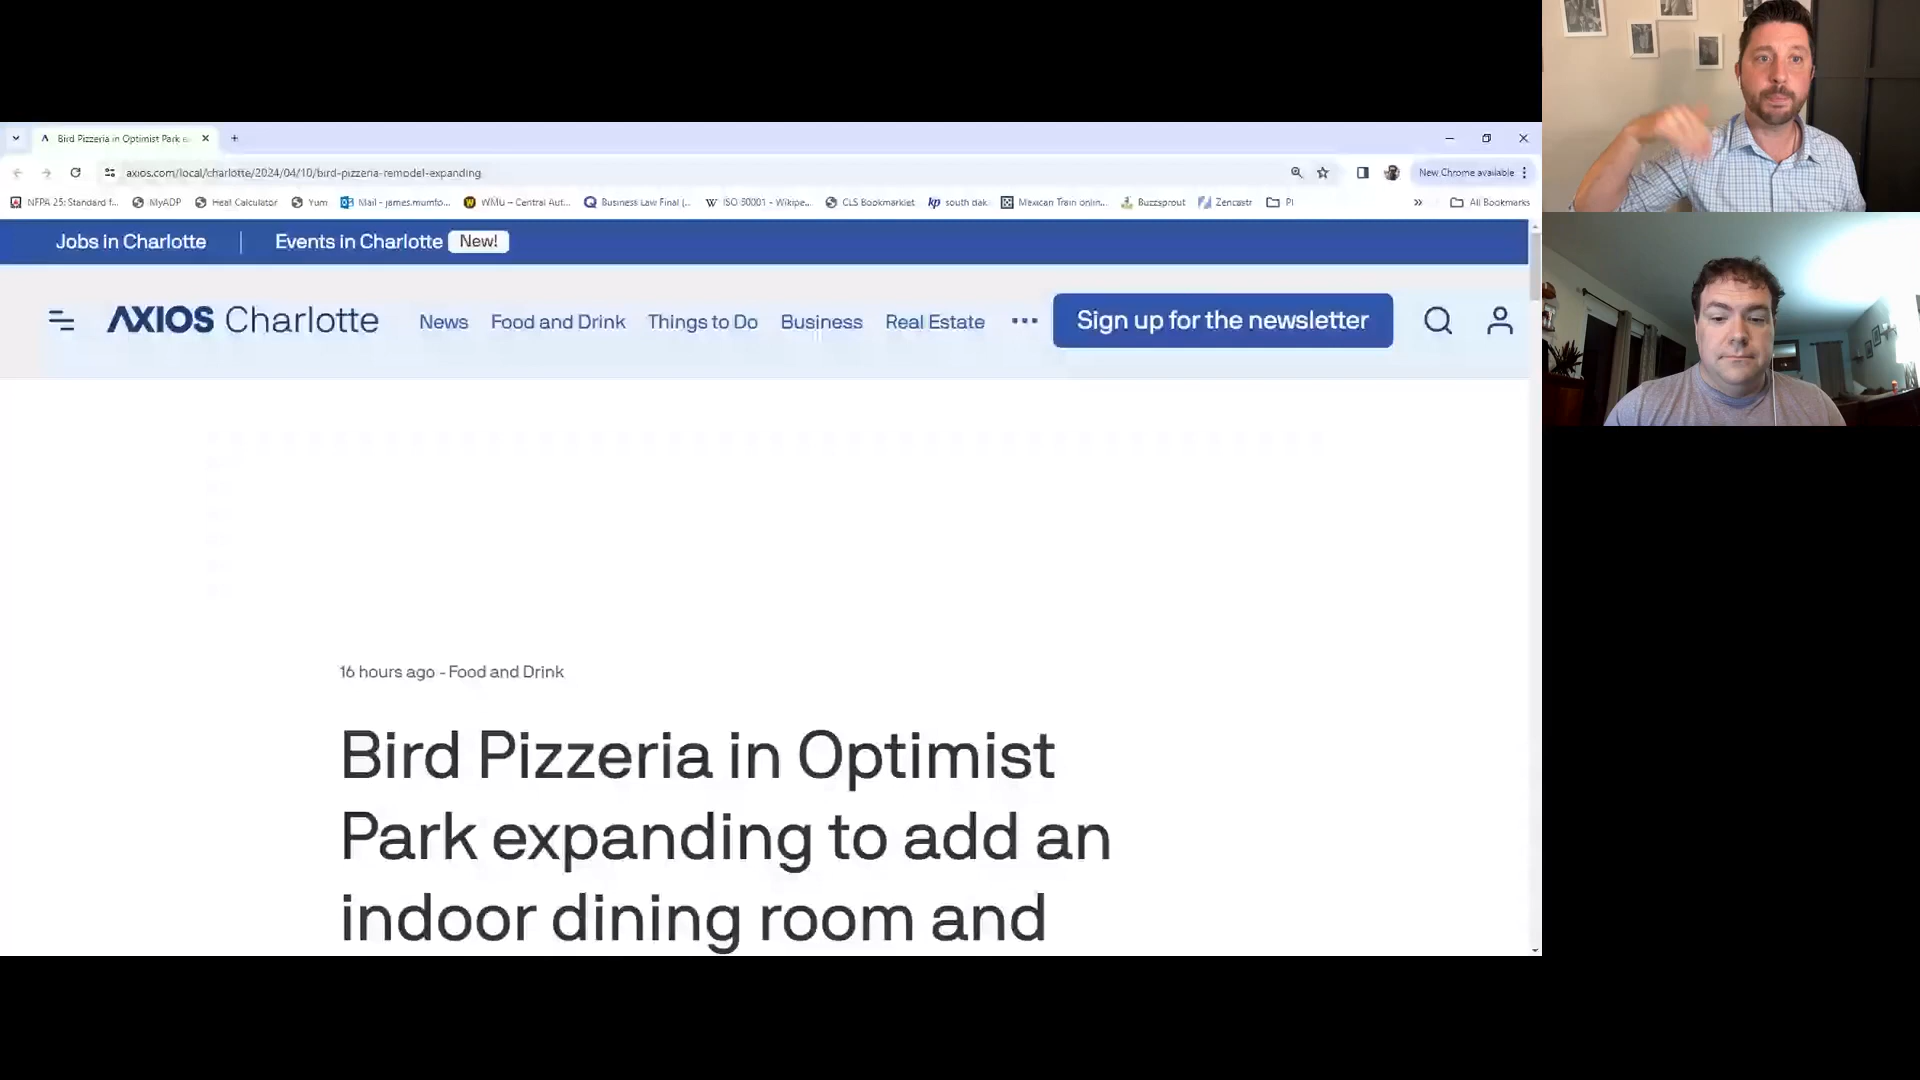 Bird Pizzeria in Optimist Park e
axios.com/local/charlotte/2024/04/10/bird-pizzeria-remodel-expanding
New Chrome available
NFPA 25: Standard f... MyADP Heat Calculator Yum Mail - james.mumfo... WMU – Central Aut... Business Law Final (... ISO 50001 - Wikipe... CLS Bookmarklet kp south oak Mexican Train onlin... Buzzsprout Zencastr PI » All Bookmarks
Jobs in Charlotte | Events in Charlotte New!
AXIOS Charlotte News Food and Drink Things to Do Business Real Estate ••• Sign up for the newsletter
16 hours ago - Food and Drink
Bird Pizzeria in Optimist
Park expanding to add an
indoor dining room and